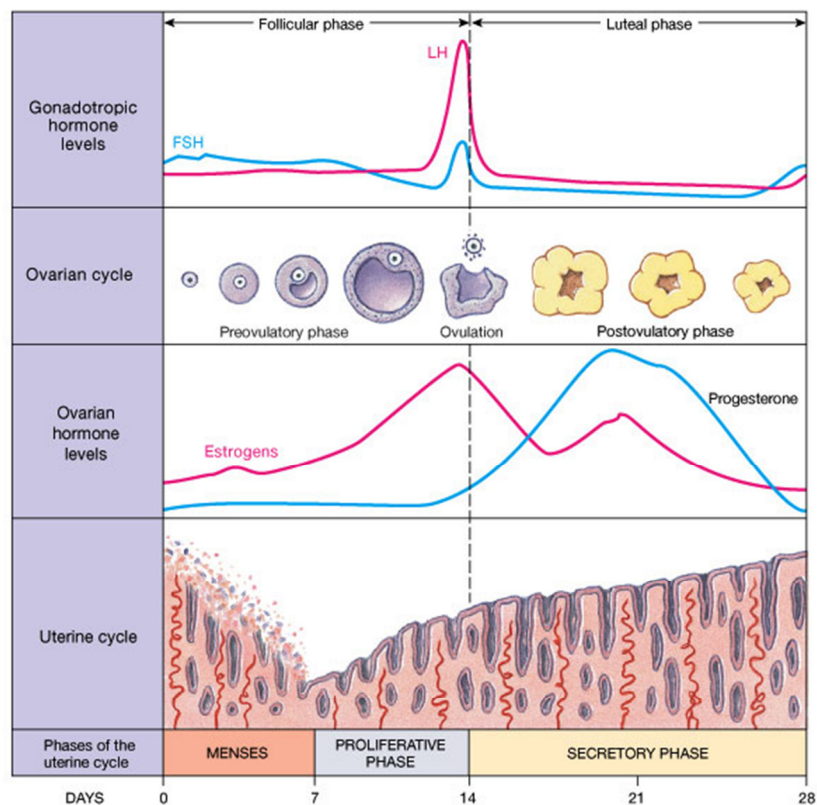 Follicular phase
Luteal phase
Gonadotropic
hormone
levels
LH
FSH
Ovarian cycle
Preovulatory phase
Ovulation
Postovulatory phase
Ovarian
hormone
levels
Estrogens
Progesterone
Uterine cycle
Phases of the
uterine cycle
MENSES
PROLIFERATIVE
PHASE
SECRETORY PHASE
DAYS 0 7 14 21 28